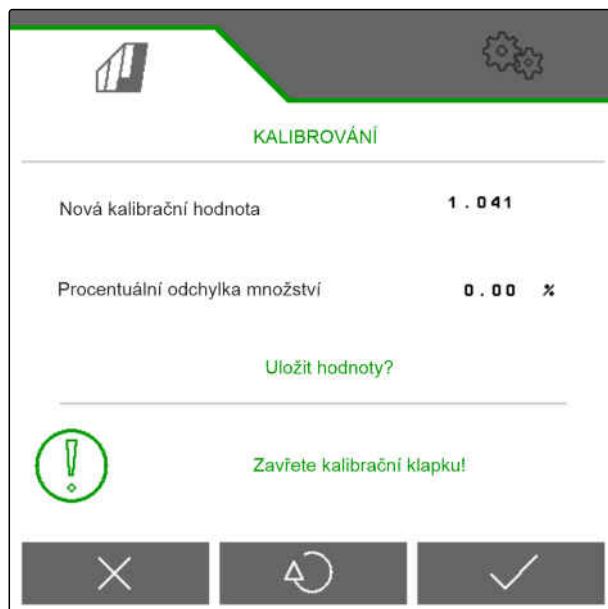 KALIBROVÁNÍ
Nová kalibrační hodnota 1.041
Procentuální odchylka množství 0.00 %
Uložit hodnoty?
Zavřete kalibrační klapku!